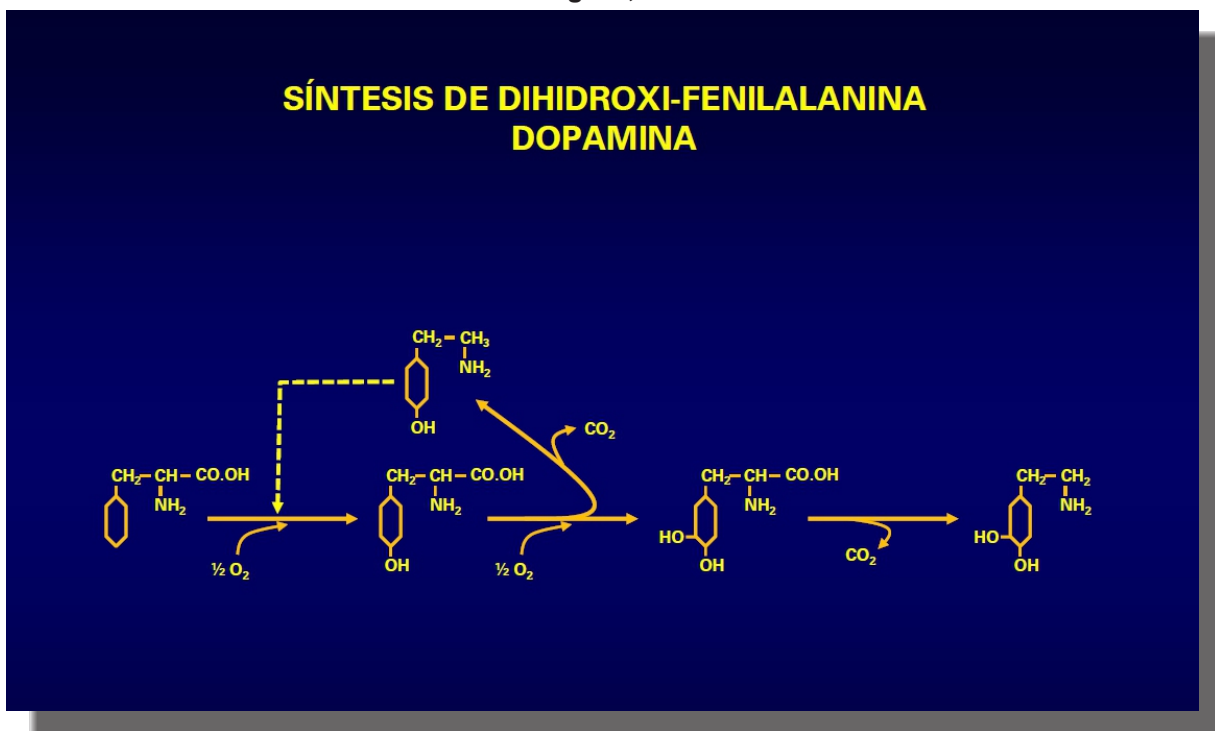 SÍNTESIS DE DIHIDROXI-FENILALANINA
DOPAMINA
CH₂ – CH₃
NH₂
OH
CO₂
CH₂– CH – CO.OH
NH₂
½ O₂
CH₂– CH – CO.OH
NH₂
OH
½ O₂
CH₂– CH – CO.OH
NH₂
HO
OH
CO₂
CH₂– CH₂
NH₂
HO
OH